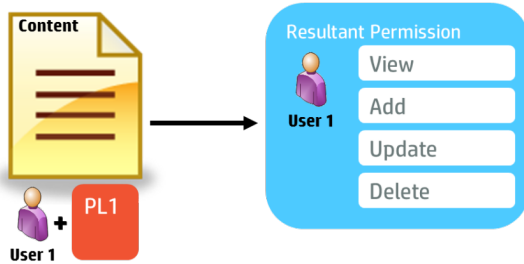 Content
User 1
+
PL1
Resultant Permission
User 1
View
Add
Update
Delete